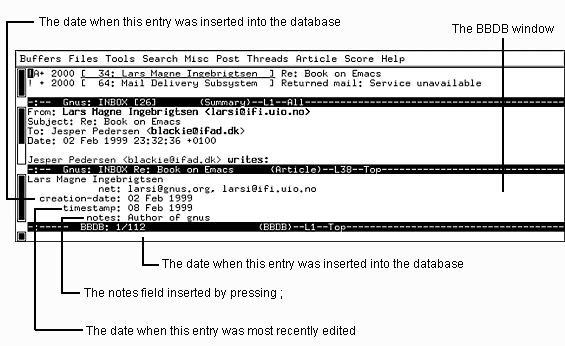 The date when this entry was inserted into the database
The BBDB window
Buffers Files Tools Search Misc Post Threads Article Score Help
A+ 2000 [ 34: Lars Magne Ingebrigtsen ] Re: Book on Emacs
! + 2000 [ 64: Mail Delivery Subsystem ] Returned mail: Service unavailable
-:-- Gnus: INBOX [26] (Summary)--L1--All
From: Lars Magne Ingebrigtsen <larsi@ifi.uio.no>
Subject: Re: Book on Emacs
To: Jesper Pedersen <blackie@ifad.dk>
Date: 02 Feb 1999 23:32:36 +0100
Jesper Pedersen <blackie@ifad.dk> writes:
-:-- Gnus: INBOX Re: Book on Emacs (Article)--L38--Top
Lars Magne Ingebrigtsen
net: larsi@gnus.org, larsi@ifi.uio.no
creation-date: 02 Feb 1999
timestamp: 08 Feb 1999
notes: Author of gnus
-:----- BBDB: 1/112 (BBDB)--L1--Top
The date when this entry was inserted into the database
The notes field inserted by pressing ;
The date when this entry was most recently edited